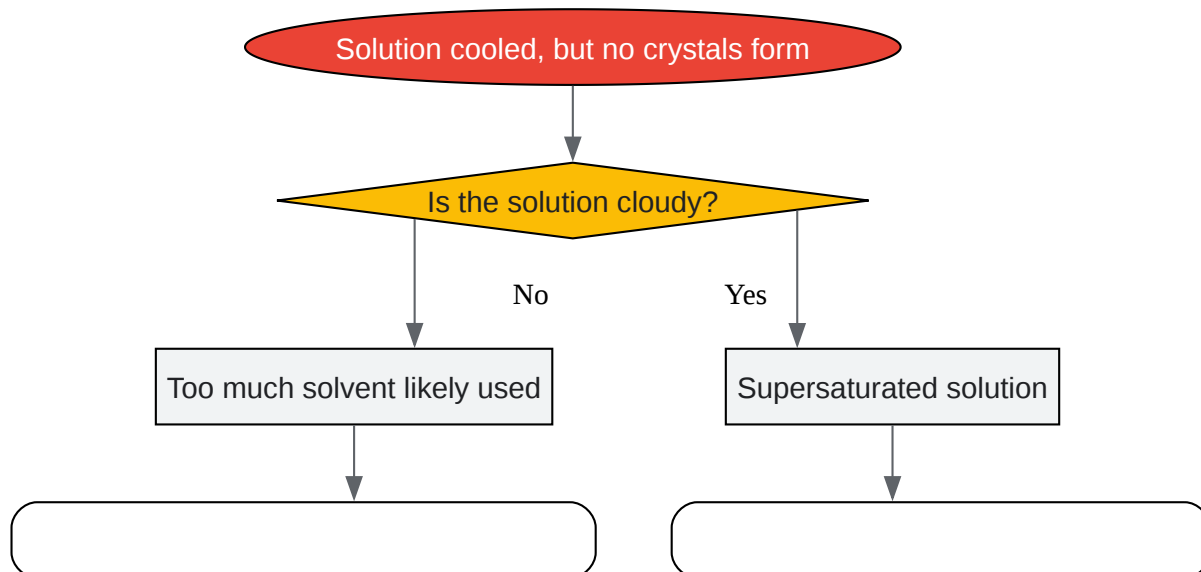 Solution cooled, but no crystals form
Is the solution cloudy?
No
Yes
Too much solvent likely used
Supersaturated solution